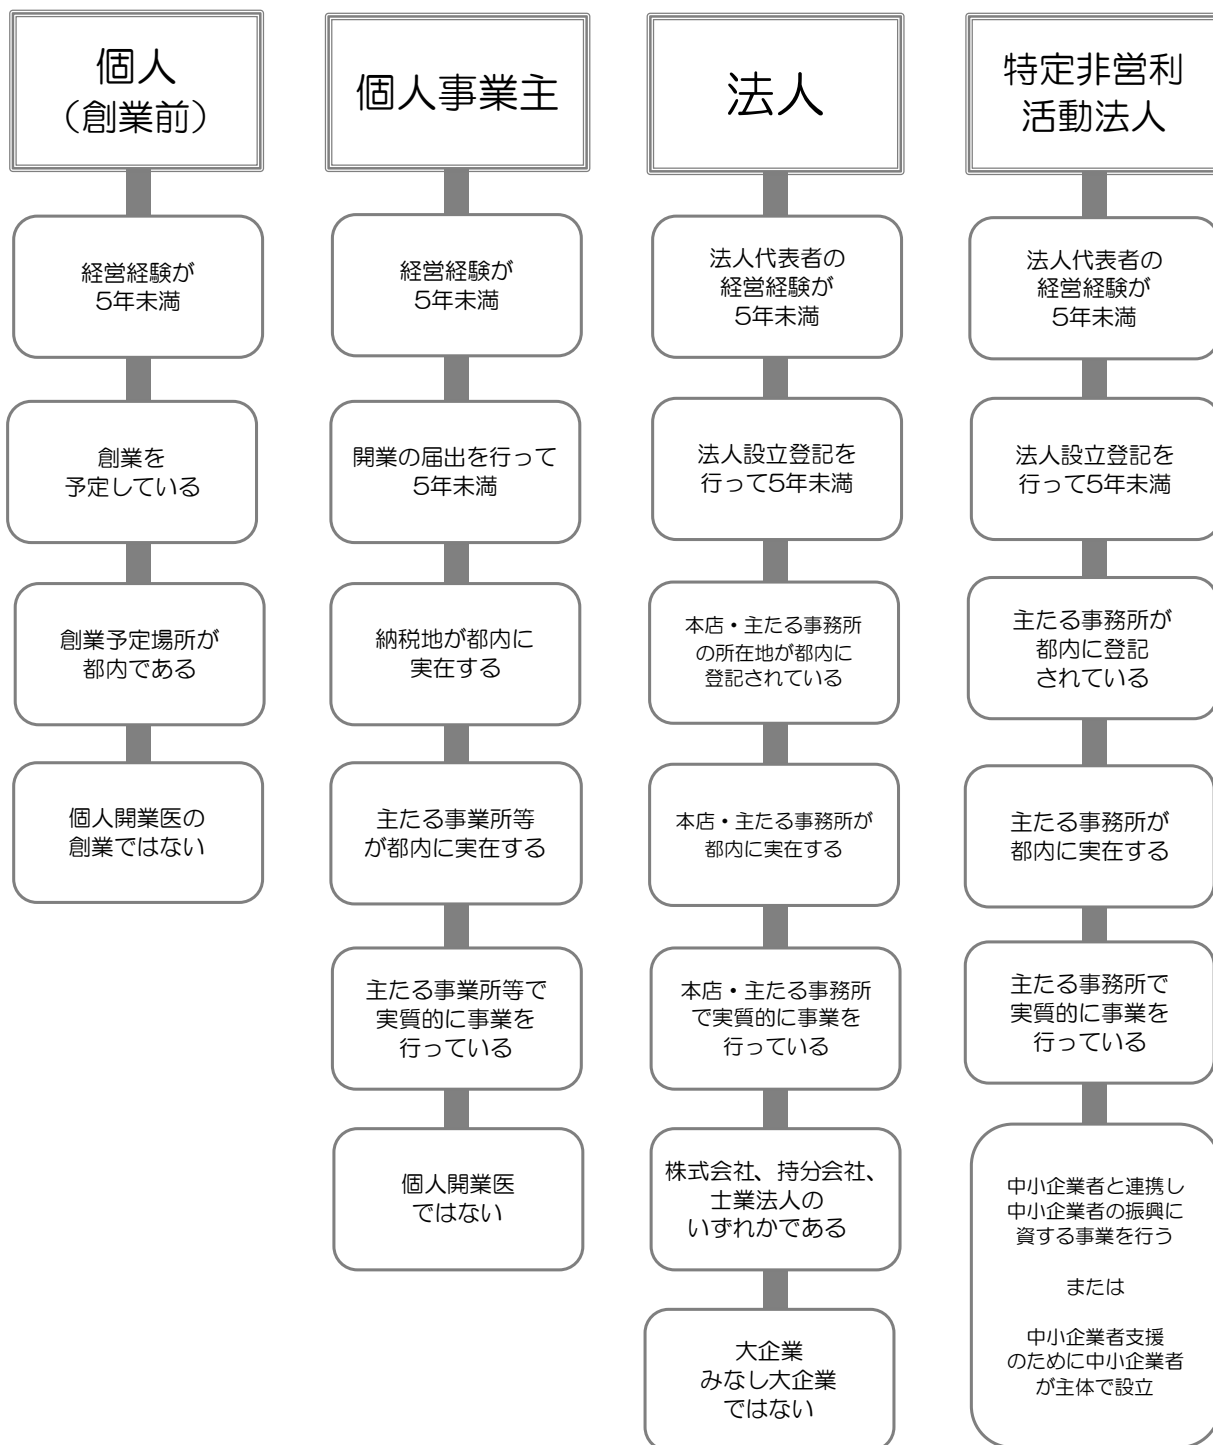 個人
（創業前）
経営経験が
5年未満
創業を
予定している
創業予定場所が
都内である
個人開業医の
創業ではない
個人事業主
経営経験が
5年未満
開業の届出を行って
5年未満
納税地が都内に
実在する
主たる事業所等
が都内に実在する
主たる事業所等で
実質的に事業を
行っている
個人開業医
ではない
法人
法人代表者の
経営経験が
5年未満
法人設立登記を
行って5年未満
本店・主たる事務所
の所在地が都内に
登記されている
本店・主たる事務所が
都内に実在する
本店・主たる事務所
で実質的に事業を
行っている
株式会社、持分会社、
士業法人の
いずれかである
大企業
みなし大企業
ではない
特定非営利
活動法人
法人代表者の
経営経験が
5年未満
法人設立登記を
行って5年未満
主たる事務所が
都内に登記
されている
主たる事務所が
都内に実在する
主たる事務所で
実質的に事業を
行っている
中小企業者と連携し
中小企業者の振興に
資する事業を行う
または
中小企業者支援
のために中小企業者
が主体で設立